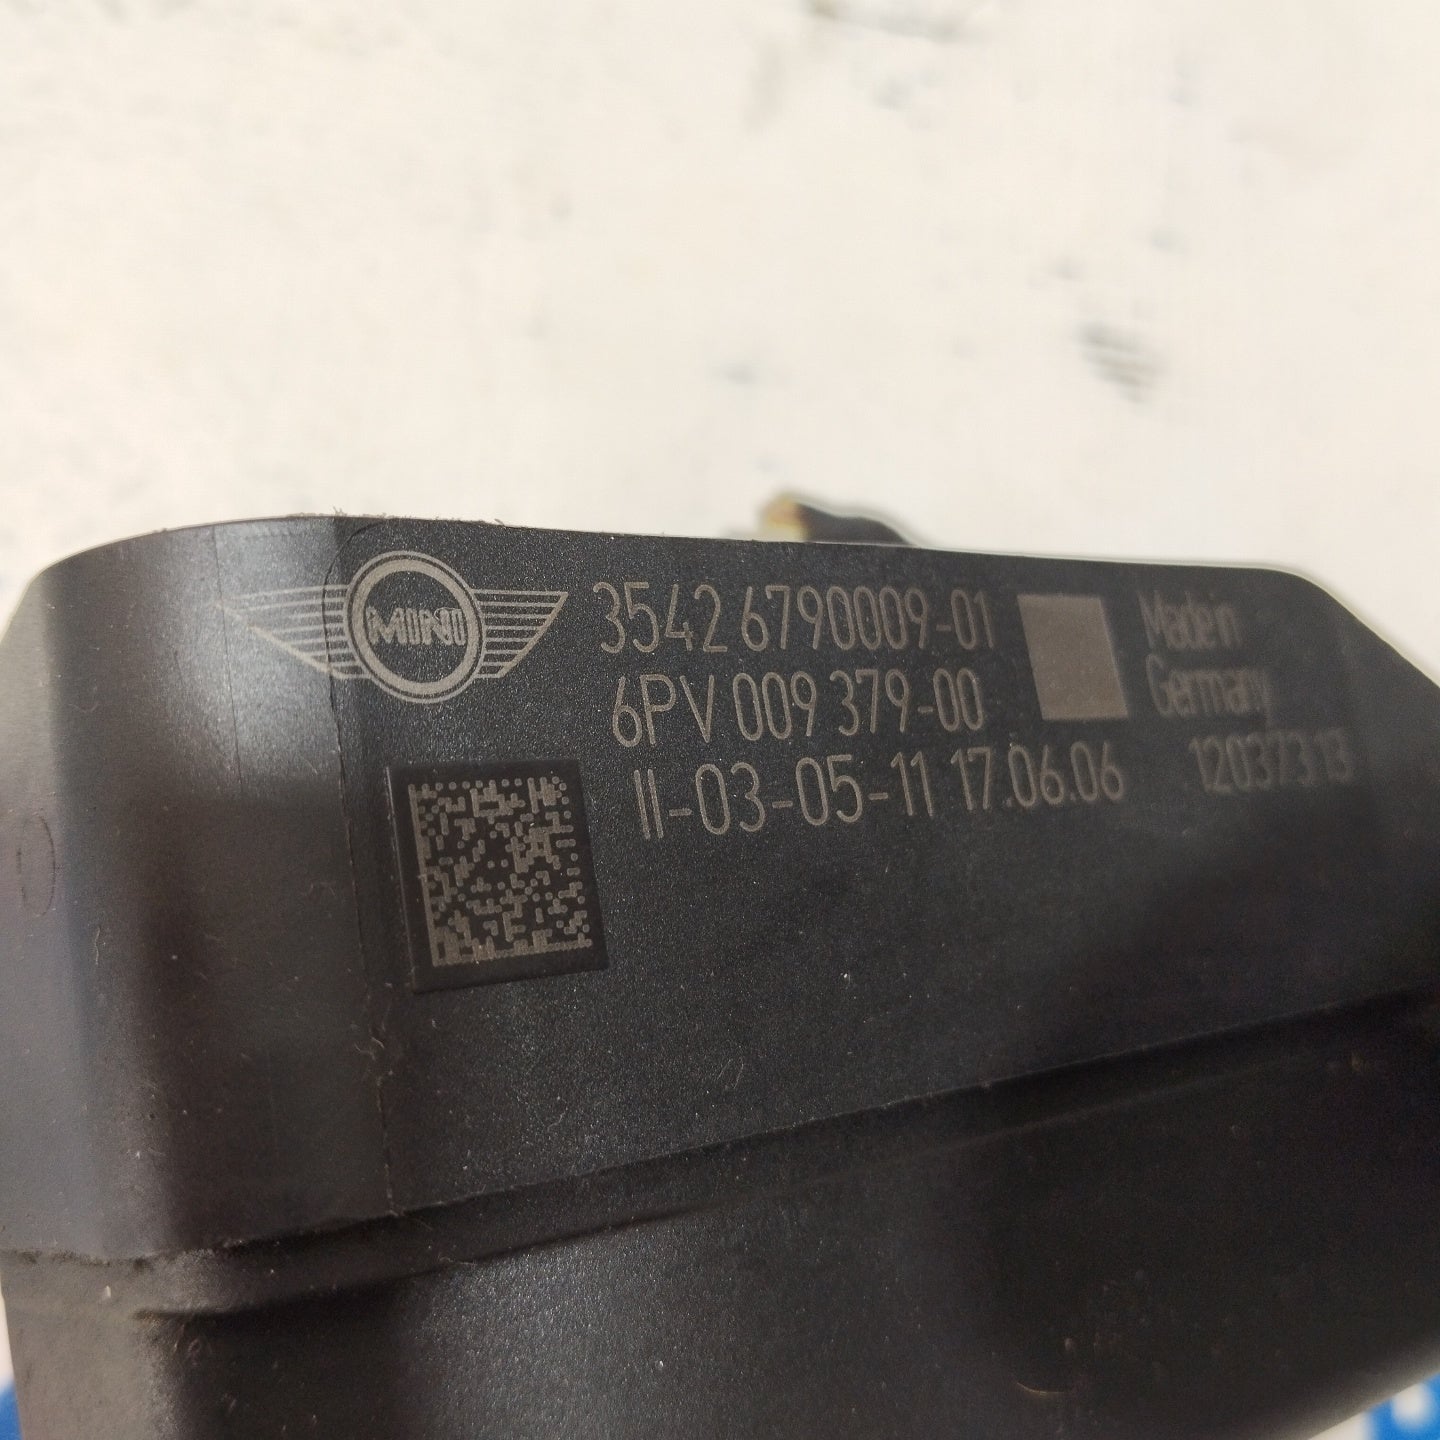 MINI
3542 6790009-01
6PV 009 379-00
II-03-05-11 17.06.06
Made in
Germany
12037313